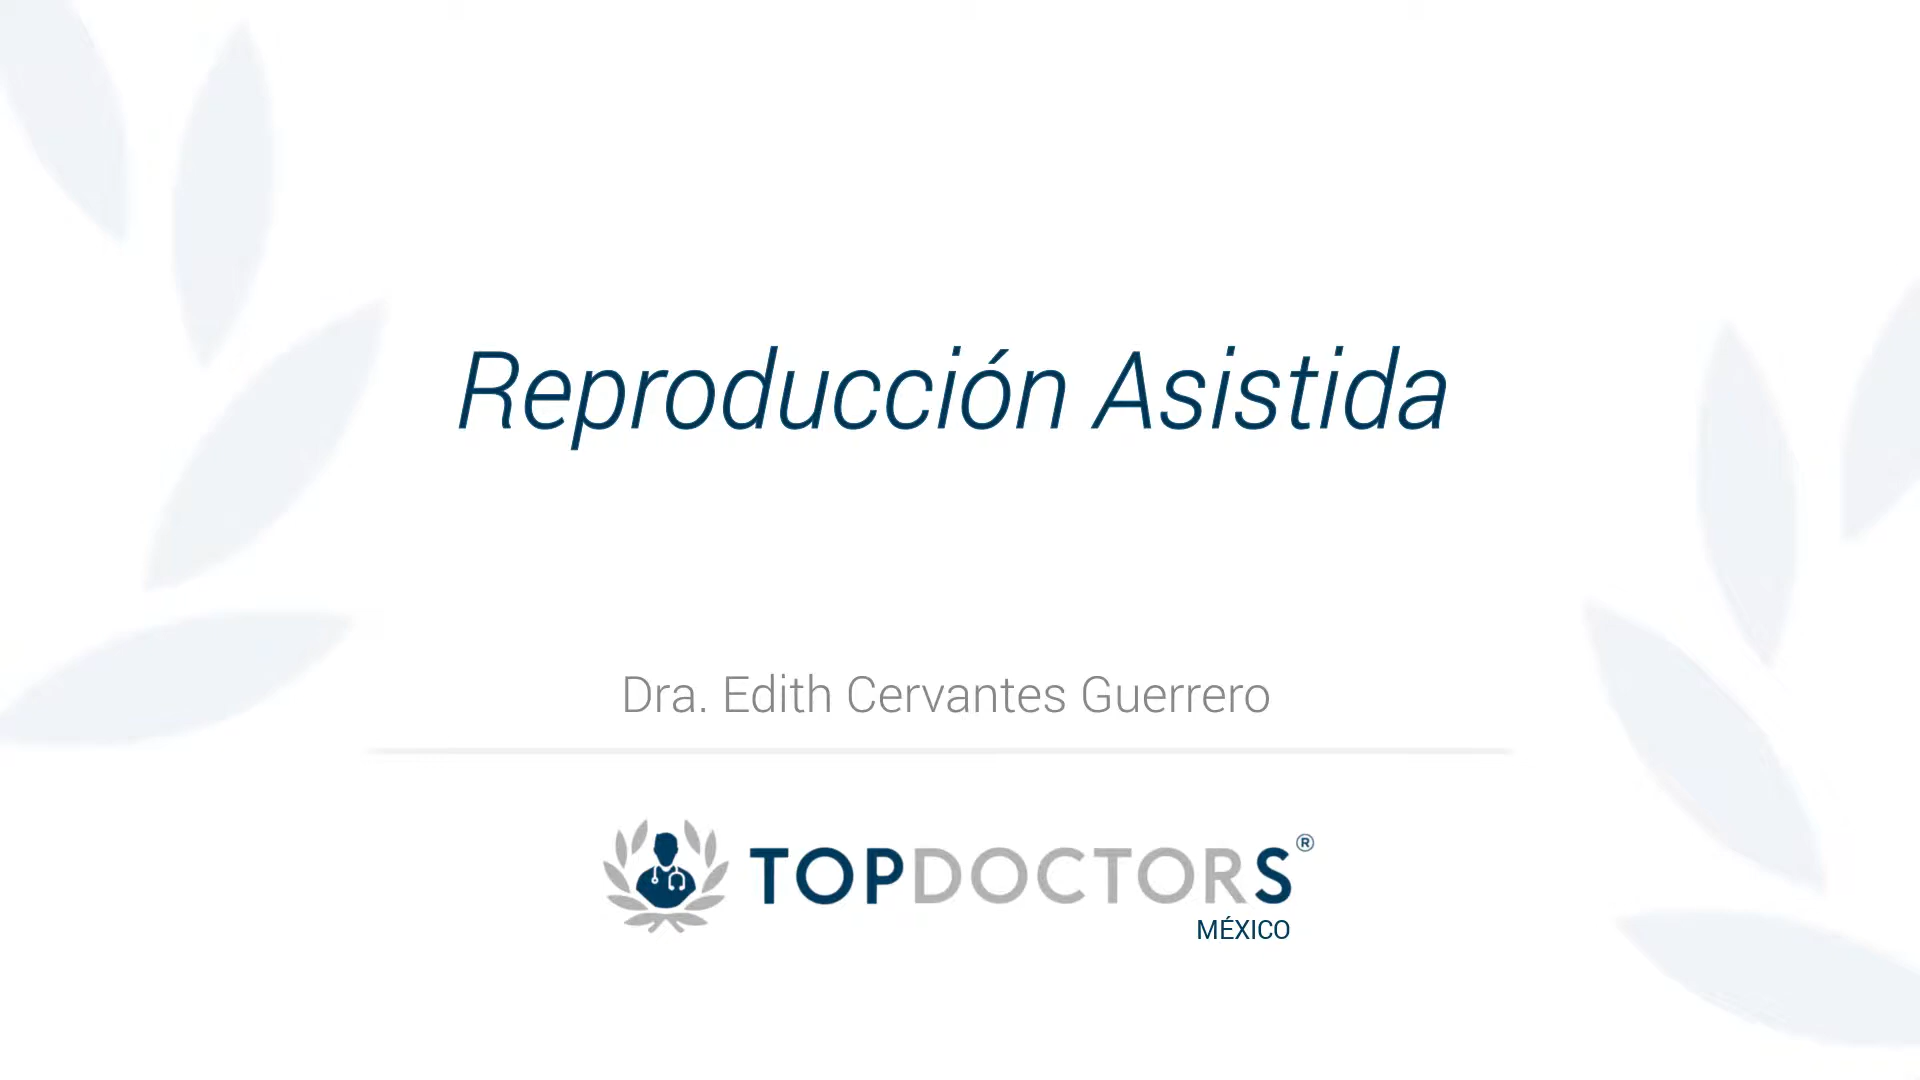 Reproducción Asistida
Dra. Edith Cervantes Guerrero
TOPDOCTORS®
MÉXICO